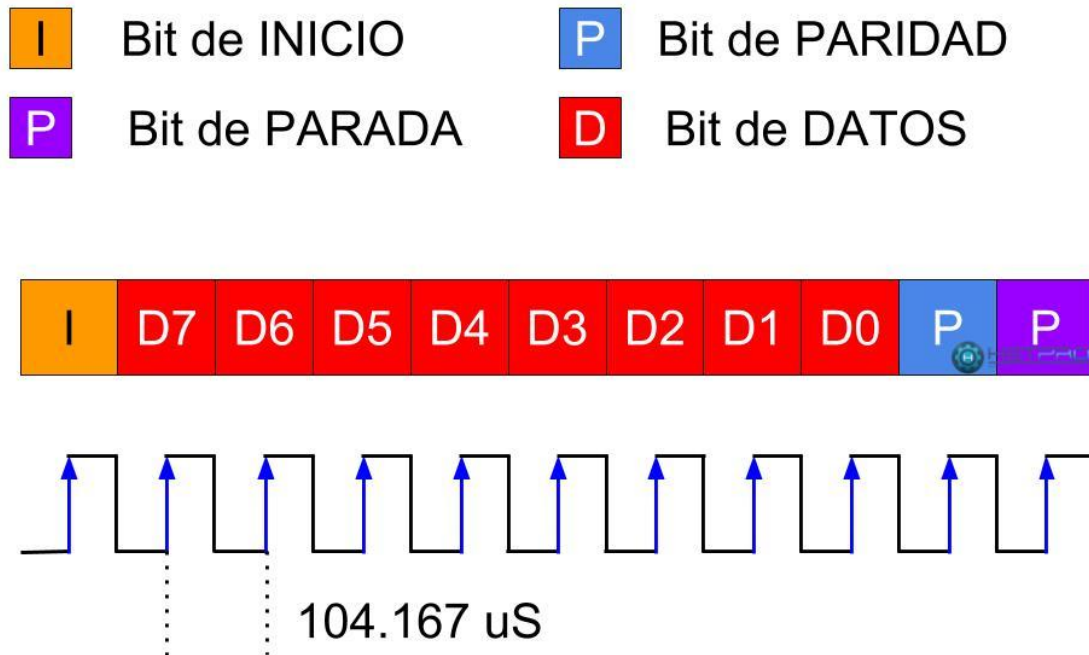 I Bit de INICIO
P Bit de PARIDAD
P Bit de PARADA
D Bit de DATOS
I D7 D6 D5 D4 D3 D2 D1 D0 P P
104.167 uS